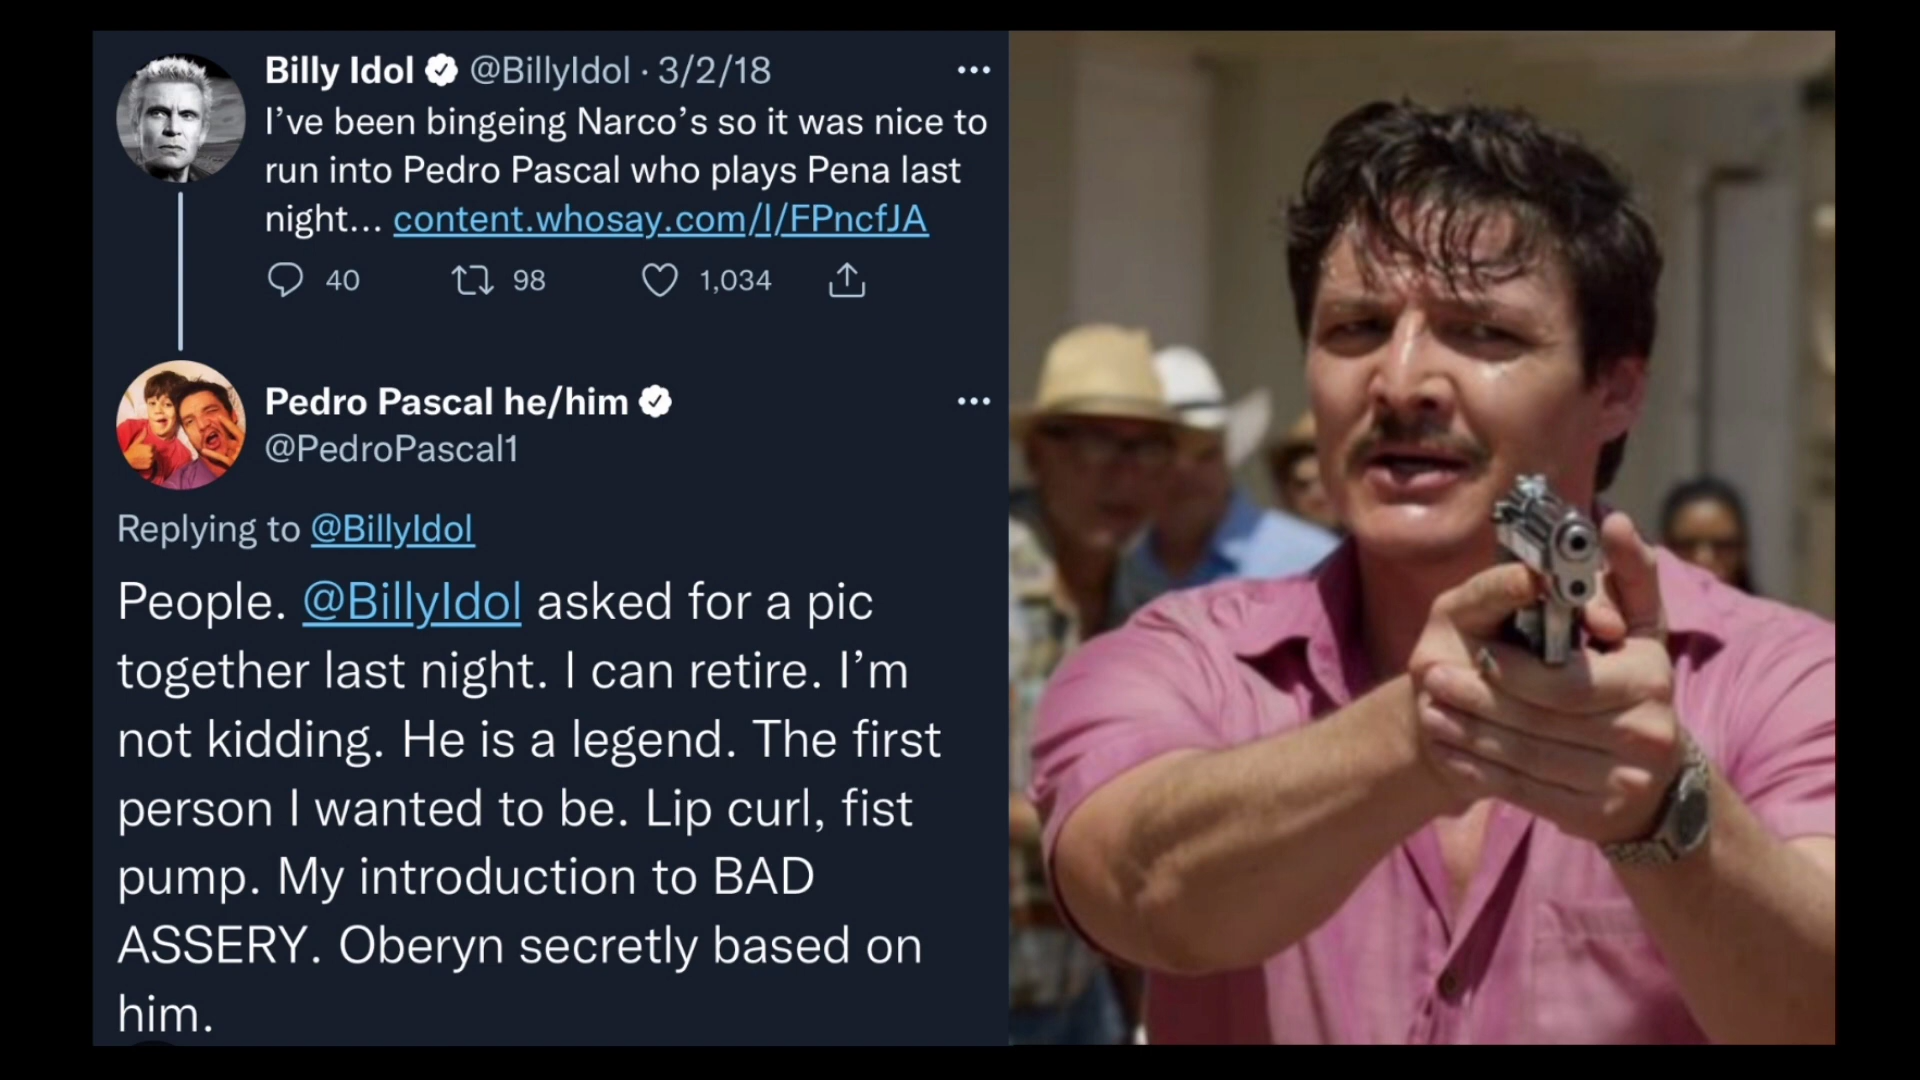 Billy Idol @BillyIdol · 3/2/18
I’ve been bingeing Narco’s so it was nice to
run into Pedro Pascal who plays Pena last
night... content.whosay.com/l/FPncfJA
40 98 1,034
Pedro Pascal he/him
@PedroPascal1
Replying to @BillyIdol
People. @BillyIdol asked for a pic
together last night. I can retire. I’m
not kidding. He is a legend. The first
person I wanted to be. Lip curl, fist
pump. My introduction to BAD
ASSERY. Oberyn secretly based on
him.